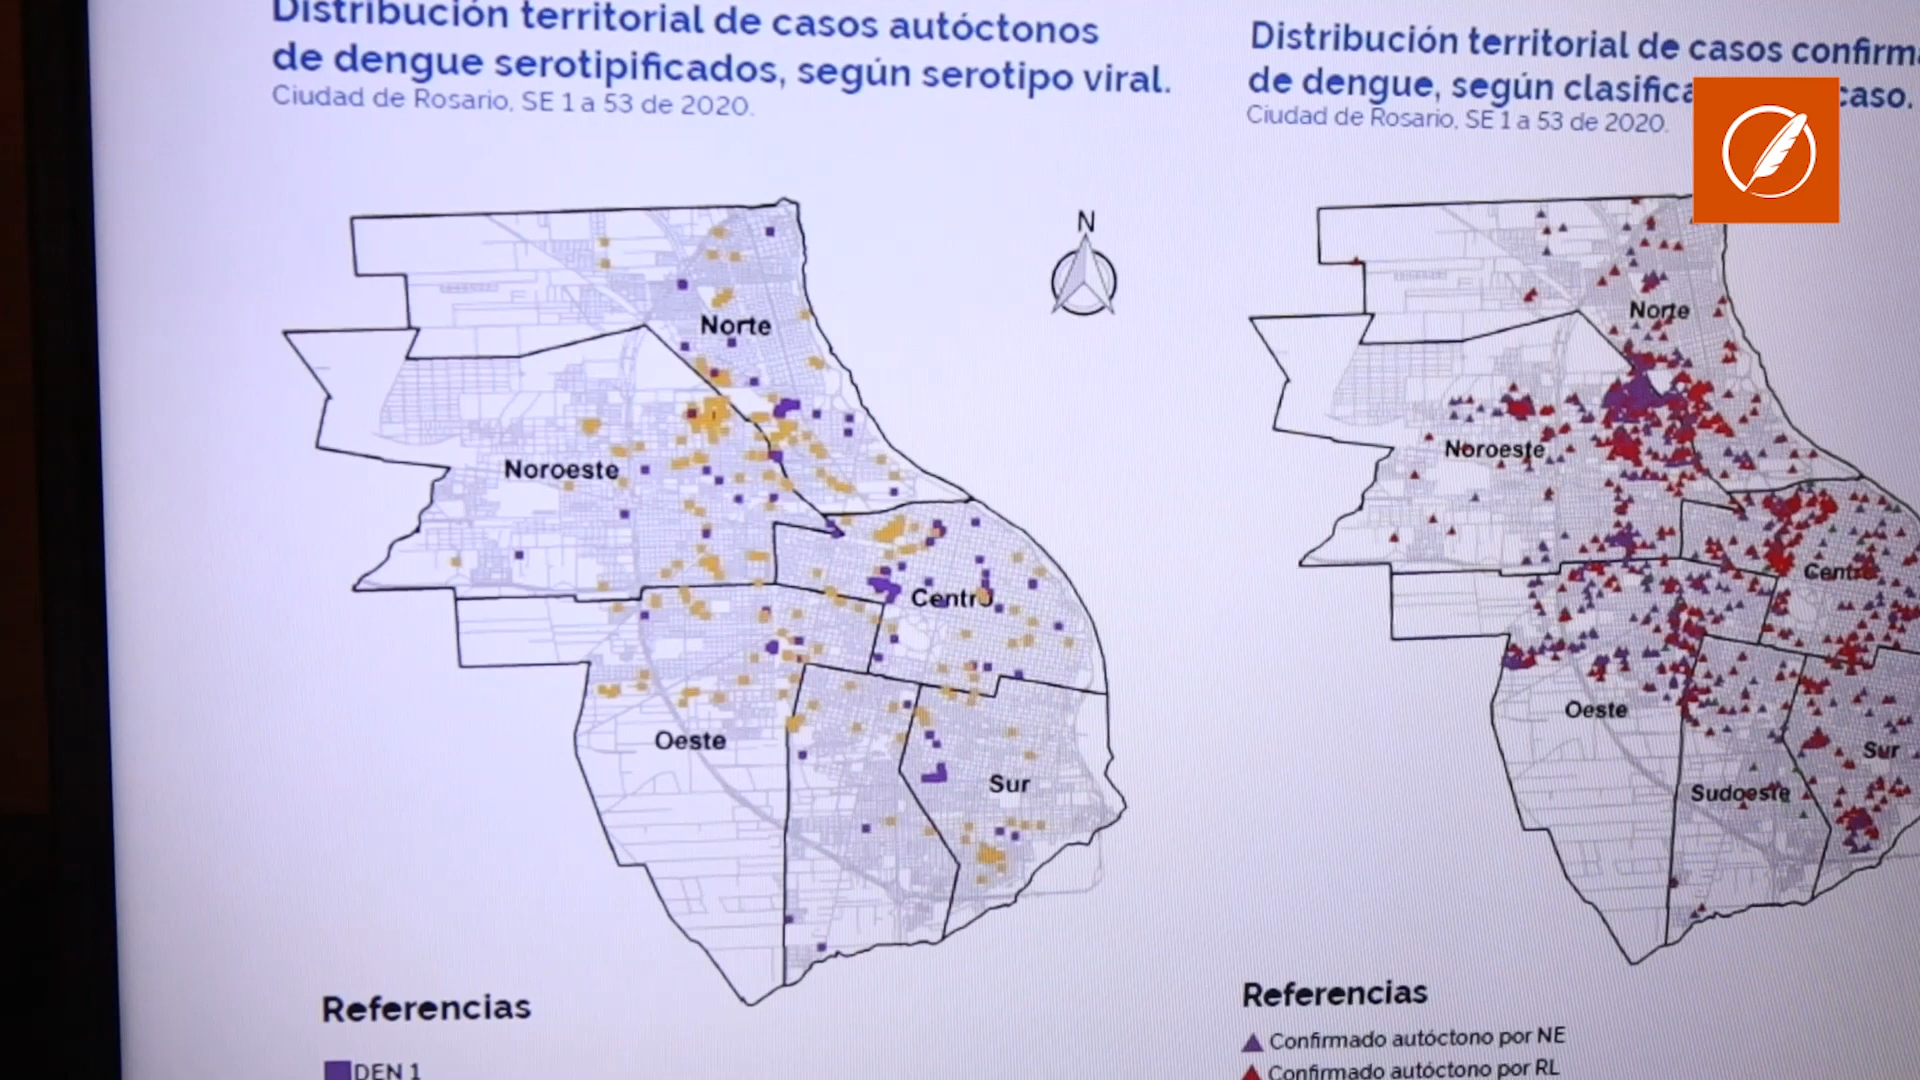 Distribución territorial de casos autóctonos
de dengue serotipificados, según serotipo viral.
Ciudad de Rosario, SE 1 a 53 de 2020.
N
Norte
Noroeste
Centro
Oeste
Sur
Referencias
DEN 1
Distribución territorial de casos confirm
de dengue, según clasifica caso.
Ciudad de Rosario, SE 1 a 53 de 2020.
Norte
Noroeste
Centro
Oeste
Sur
Sudoeste
Referencias
Confirmado autóctono por NE
Confirmado autóctono por RL